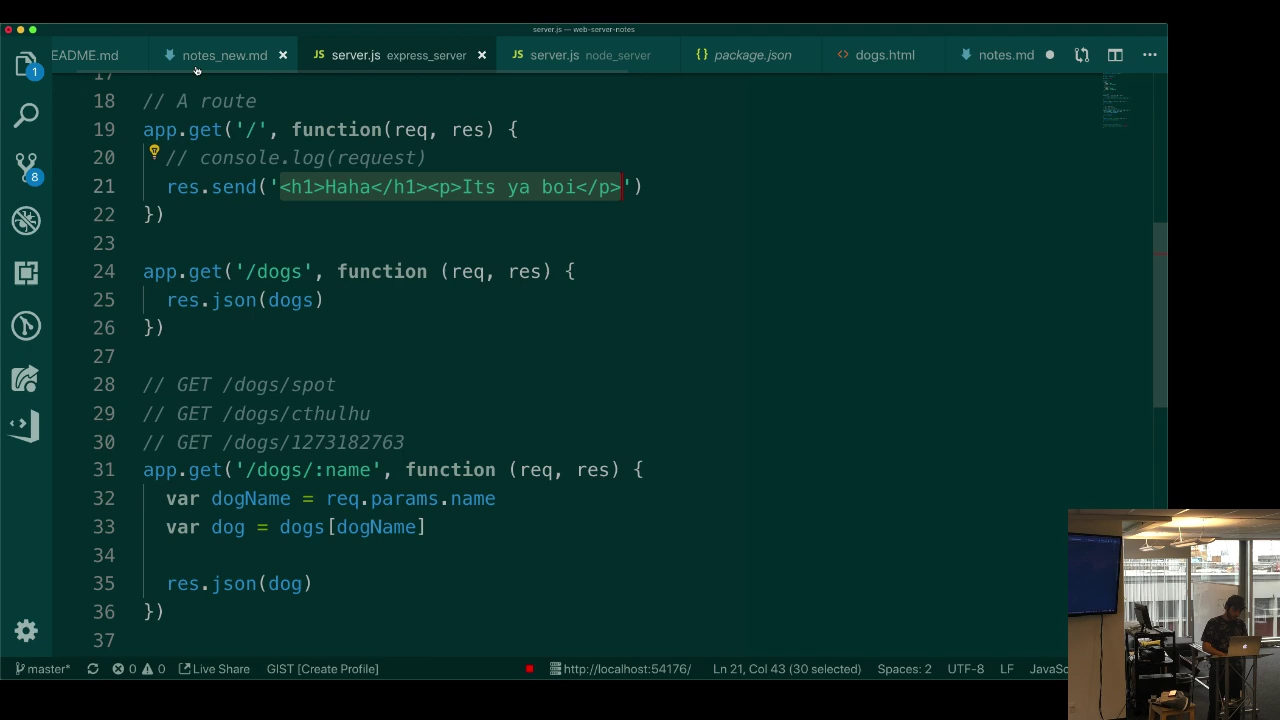 server.js — web-server-notes
EADME.md
notes_new.md
JS server.js express_server
JS server.js node_server
{} package.json
<> dogs.html
notes.md
1
8
17
18 // A route
19 app.get('/', function(req, res) {
20 // console.log(request)
21 res.send('<h1>Haha</h1><p>Its ya boi</p>')
22 })
23
24 app.get('/dogs', function (req, res) {
25 res.json(dogs)
26 })
27
28 // GET /dogs/spot
29 // GET /dogs/cthulhu
30 // GET /dogs/1273182763
31 app.get('/dogs/:name', function (req, res) {
32 var dogName = req.params.name
33 var dog = dogs[dogName]
34
35 res.json(dog)
36 })
37
master* 0 0 Live Share GIST [Create Profile] http://localhost:54176/ Ln 21, Col 43 (30 selected) Spaces: 2 UTF-8 LF JavaS